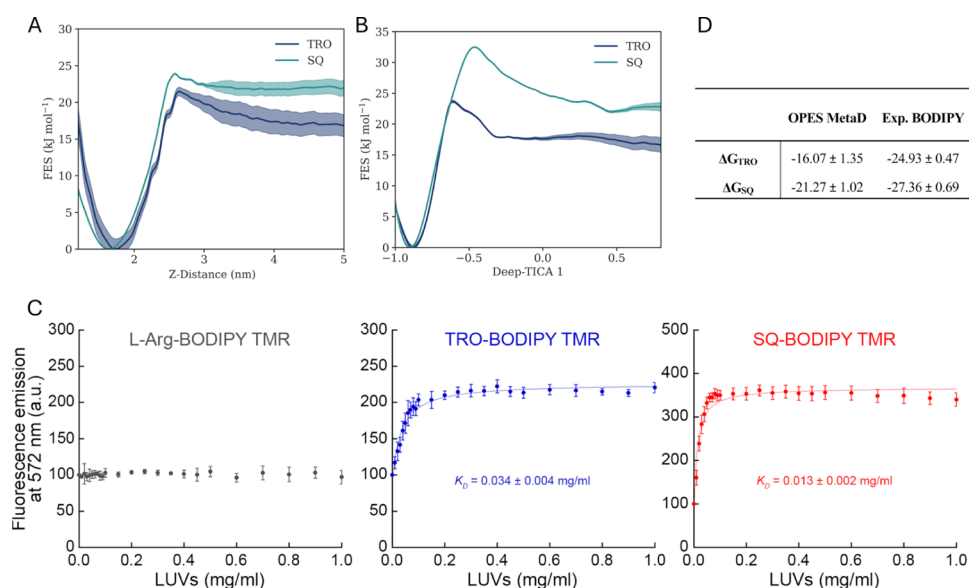 A
30
25
20
15
10
5
0
FES (kJ mol⁻¹)
TRO
SQ
2
3
4
5
Z-Distance (nm)
B
35
30
25
20
15
10
5
0
FES (kJ mol⁻¹)
TRO
SQ
−1.0
−0.5
0.0
0.5
Deep-TICA 1
D
OPES MetaD Exp. BODIPY
ΔG_TRO -16.07 ± 1.35 -24.93 ± 0.47
ΔG_SQ -21.27 ± 1.02 -27.36 ± 0.69
C
Fluorescence emission
at 572 nm (a.u.)
L-Arg-BODIPY TMR
300
250
200
150
100
50
0
0.0 0.2 0.4 0.6 0.8 1.0
LUVs (mg/ml)
TRO-BODIPY TMR
300
250
200
150
100
50
0
K_D = 0.034 ± 0.004 mg/ml
0.0 0.2 0.4 0.6 0.8 1.0
LUVs (mg/ml)
SQ-BODIPY TMR
500
400
300
200
100
0
K_D = 0.013 ± 0.002 mg/ml
0.0 0.2 0.4 0.6 0.8 1.0
LUVs (mg/ml)